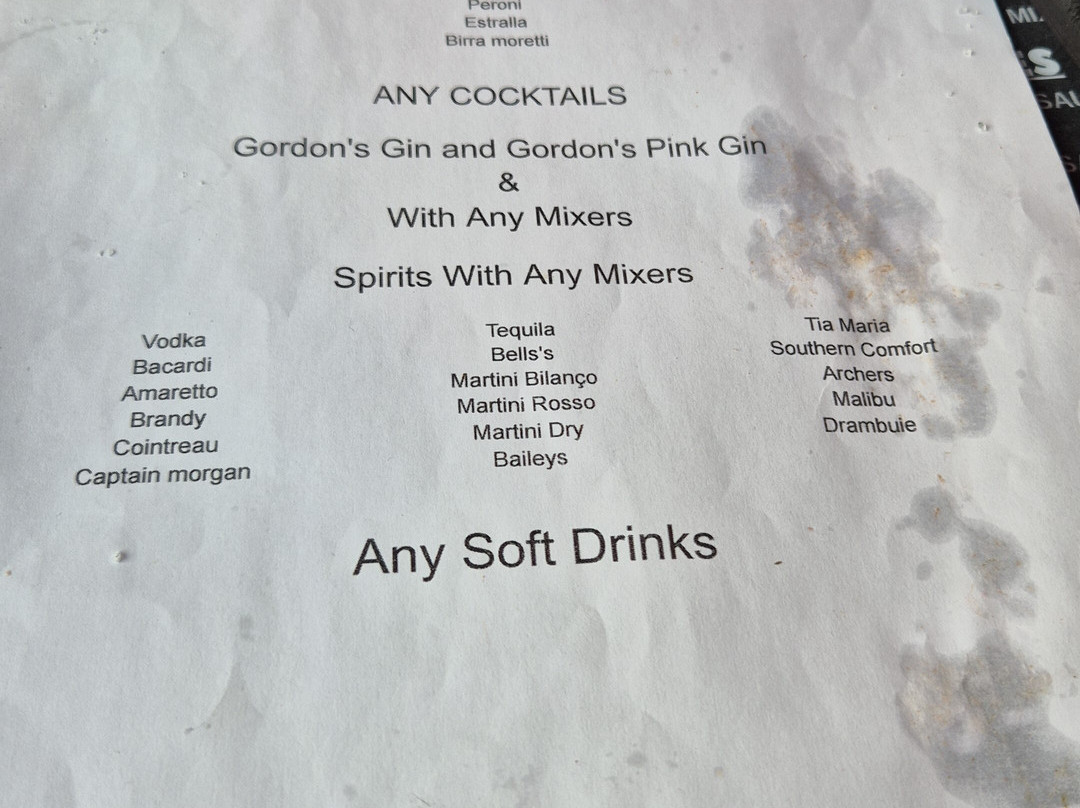 Peroni
Estralla
Birra moretti
ANY COCKTAILS
Gordon's Gin and Gordon's Pink Gin
&
With Any Mixers
Spirits With Any Mixers
Vodka
Bacardi
Amaretto
Brandy
Cointreau
Captain morgan
Tequila
Bells's
Martini Bilanço
Martini Rosso
Martini Dry
Baileys
Tia Maria
Southern Comfort
Archers
Malibu
Drambuie
Any Soft Drinks